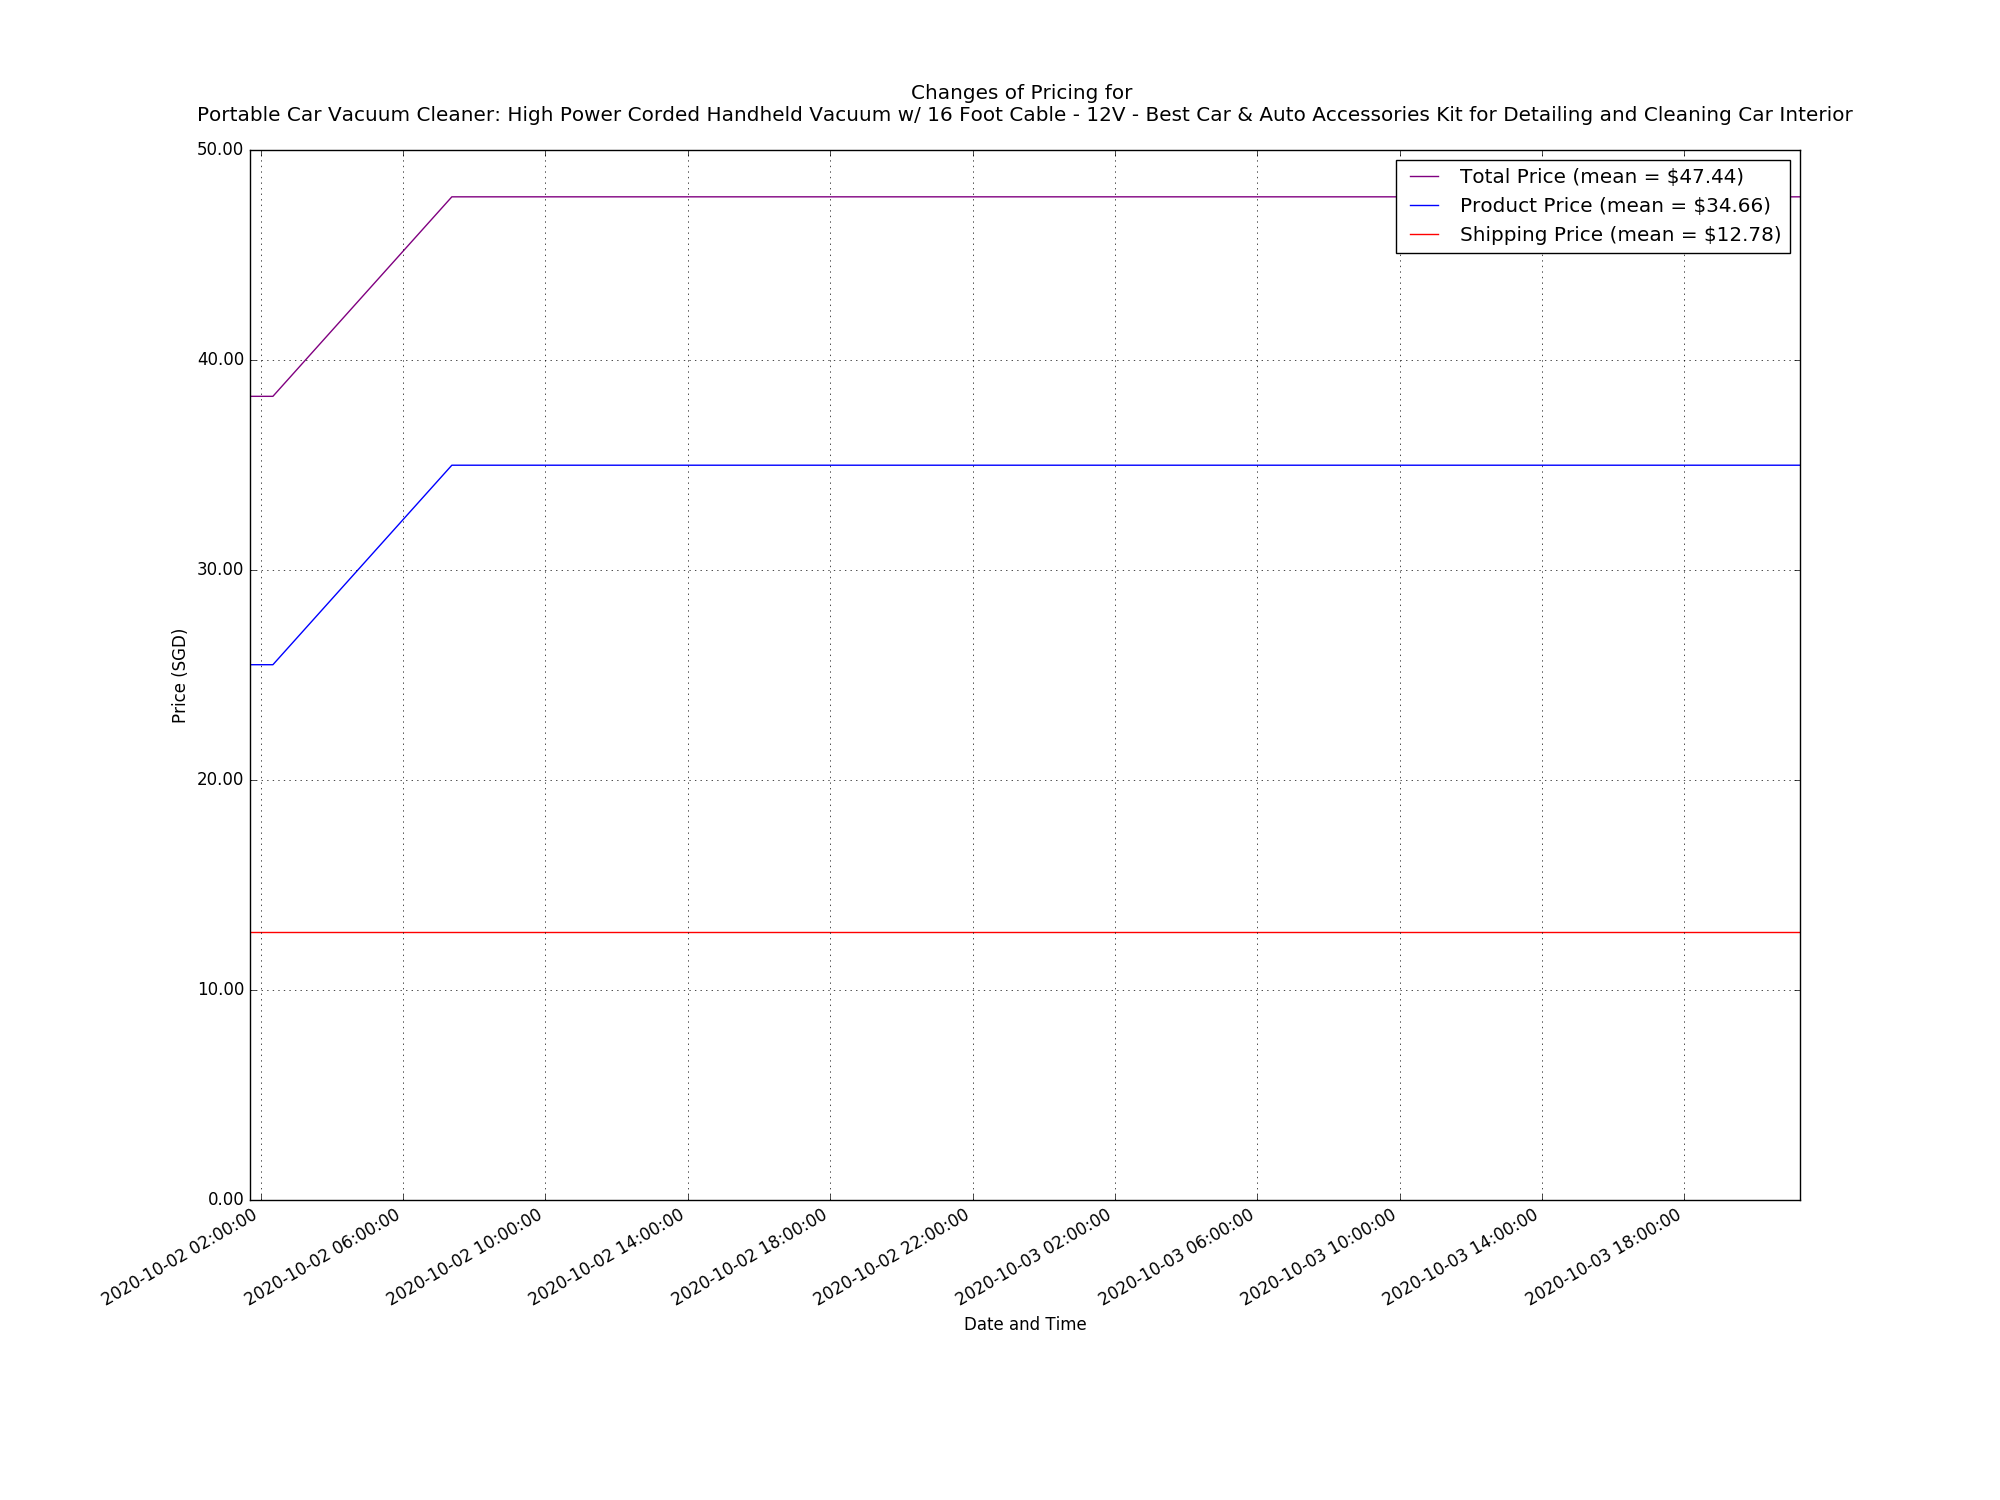 Changes of Pricing for
Portable Car Vacuum Cleaner: High Power Corded Handheld Vacuum w/ 16 Foot Cable - 12V - Best Car & Auto Accessories Kit for Detailing and Cleaning Car Interior
50.00
40.00
30.00
20.00
10.00
0.00
Price (SGD)
Total Price (mean = $47.44)
Product Price (mean = $34.66)
Shipping Price (mean = $12.78)
2020-10-02 02:00:00
2020-10-02 06:00:00
2020-10-02 10:00:00
2020-10-02 14:00:00
2020-10-02 18:00:00
2020-10-02 22:00:00
2020-10-03 02:00:00
2020-10-03 06:00:00
2020-10-03 10:00:00
2020-10-03 14:00:00
2020-10-03 18:00:00
Date and Time